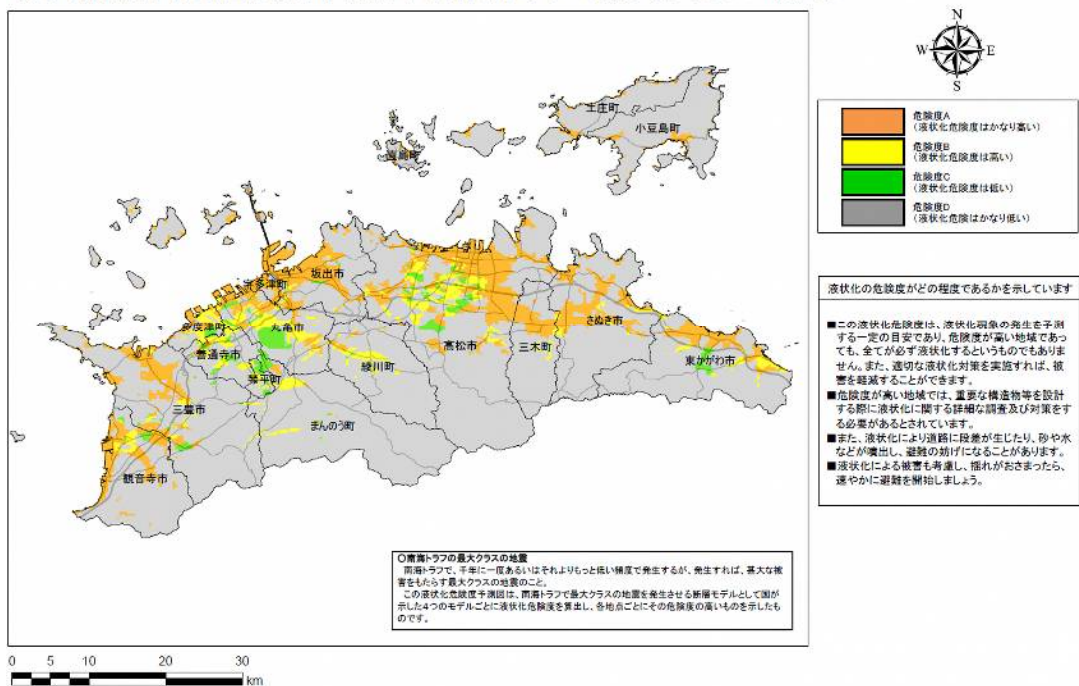 N
W E
S
危険度A
(液状化危険度はかなり高い)
危険度B
(液状化危険度は高い)
危険度C
(液状化危険度は低い)
危険度D
(液状化危険はかなり低い)
土庄町
小豆島町
直島町
宇多津町
坂出市
多度津町
丸亀市
善通寺市
琴平町
綾川町
高松市
三木町
さぬき市
東かがわ市
三豊市
まんのう町
観音寺市
液状化の危険度がどの程度であるかを示しています
■この液状化危険度は、液状化現象の発生を予測
する一定の目安であり、危険度が高い地域であっ
ても、全てが必ず液状化するというものでもありま
せん。また、適切な液状化対策を実施すれば、被
害を軽減することができます。
■危険度が高い地域では、重要な構造物等を設計
する際に液状化に関する詳細な調査及び対策をす
る必要があるとされています。
■また、液状化により道路に段差が生じたり、砂や水
などが噴出し、避難の妨げになることがあります。
■液状化による被害も考慮し、揺れがおさまったら、
速やかに避難を開始しましょう。
○南海トラフの最大クラスの地震
南海トラフで、千年に一度あるいはそれよりもっと低い頻度で発生するが、発生すれば、甚大な被
害をもたらす最大クラスの地震のこと。
この液状化危険度予測図は、南海トラフで最大クラスの地震を発生させる断層モデルとして国が
示した4つのモデルごとに液状化危険度を算出し、各地点ごとにその危険度の高いものを示したも
のです。
0 5 10 20 30
km